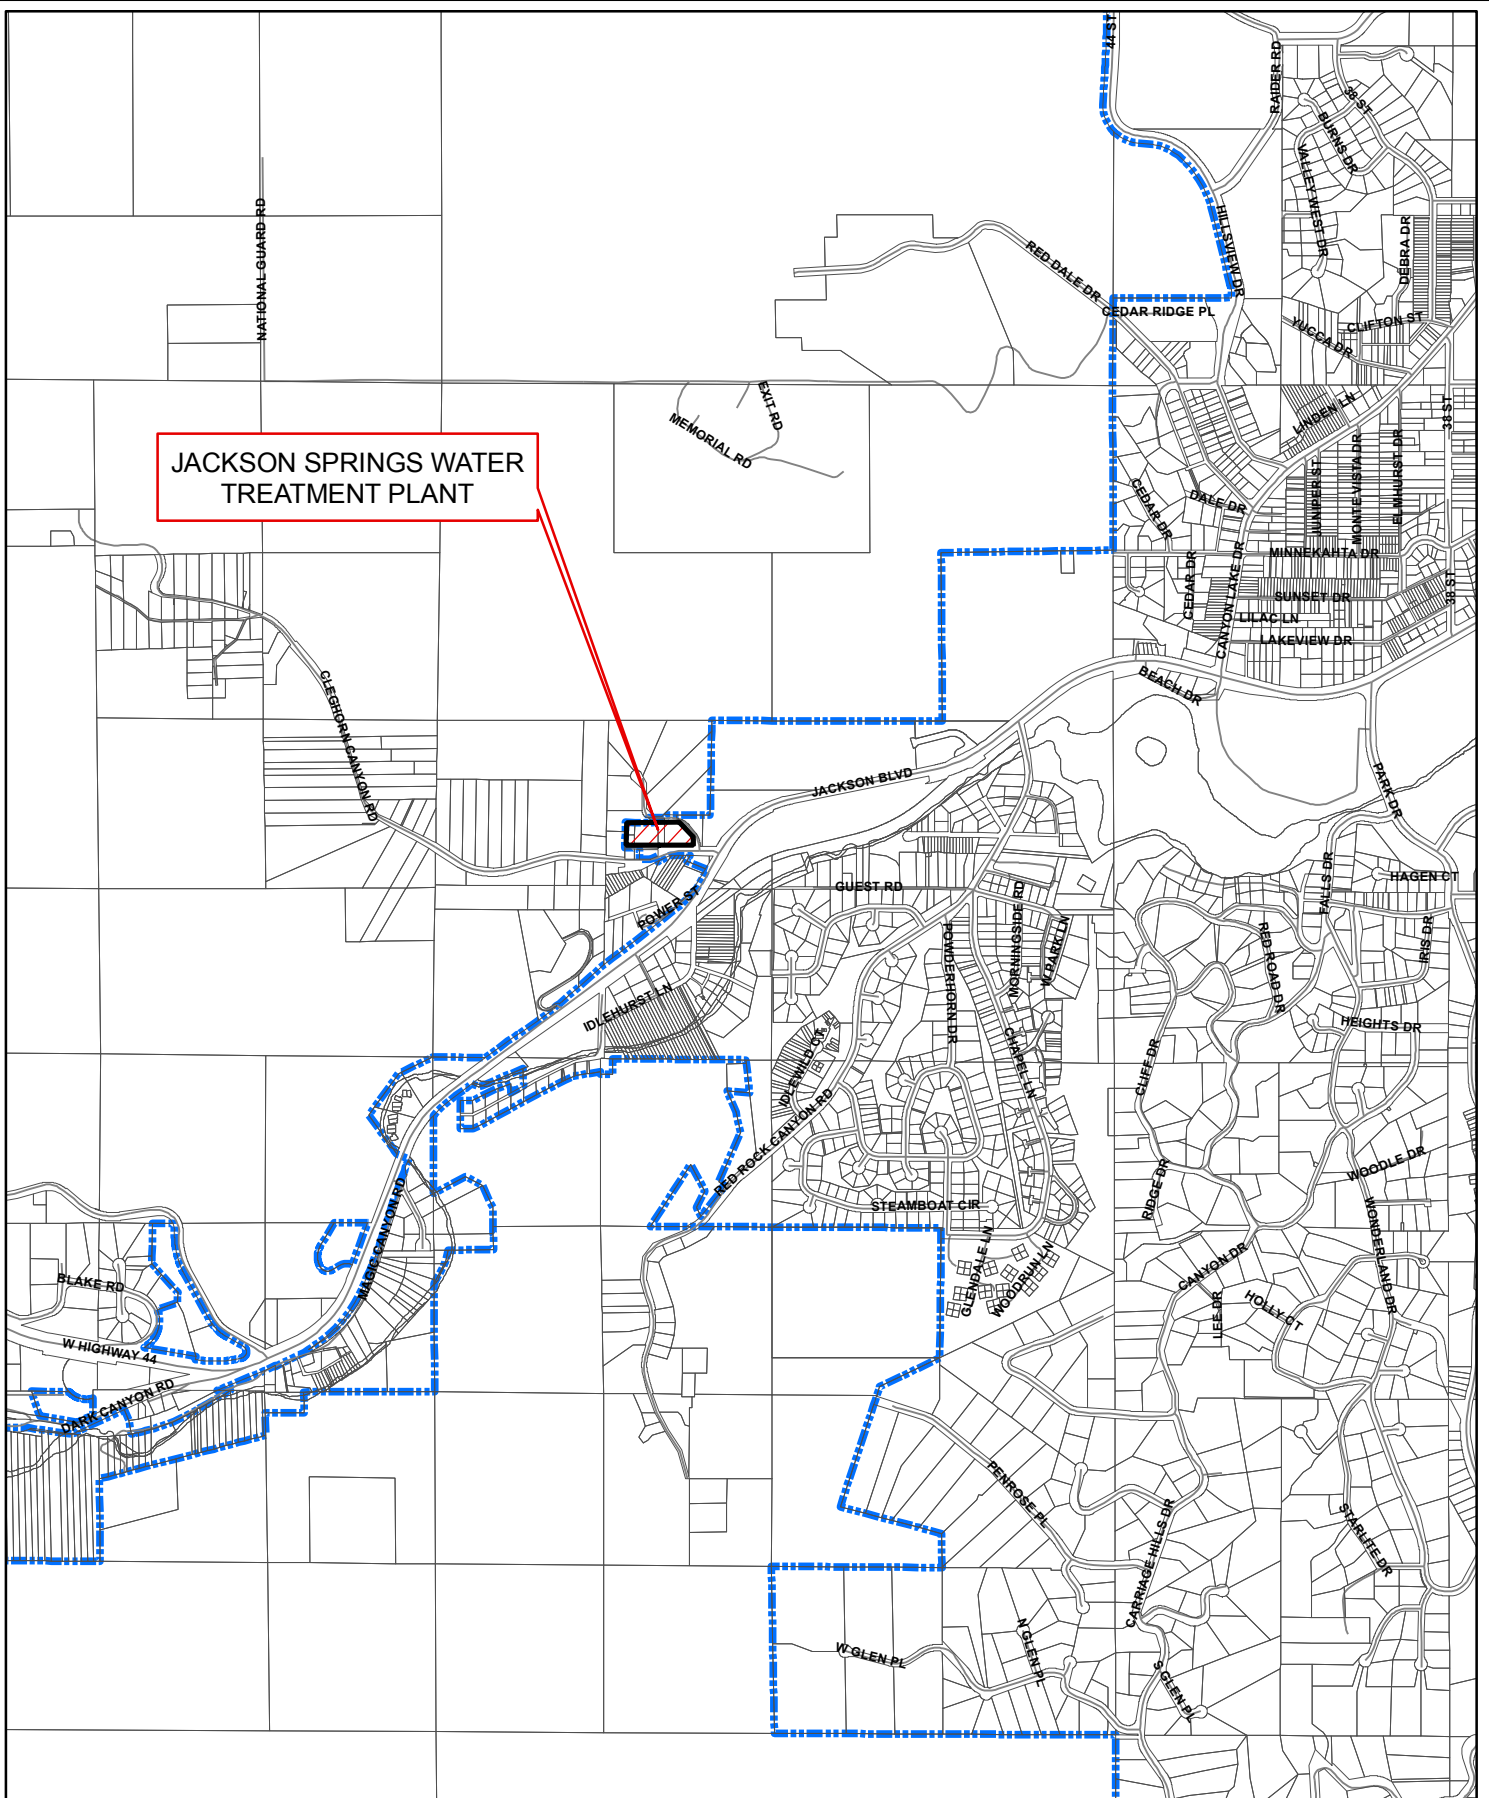 44 ST
RAIDER RD
38 ST
BURNS DR
VALLEY WEST DR
NATIONAL GUARD RD
HILLSVIEW DR
DEBRA DR
RED DALE DR
CEDAR RIDGE PL
CLIFTON ST
YUCCA DR
EXIT RD
MEMORIAL RD
LINDEN LN
38 ST
JACKSON SPRINGS WATER
TREATMENT PLANT
CEDAR DR
DALE DR
JUNIPER ST
MONTE VISTA DR
ELMHURST DR
MINNEKAHTA DR
CEDAR DR
CANYON LAKE DR
SUNSET DR
38 ST
LILAC LN
LAKEVIEW DR
CLEGHORN CANYON RD
BEACH DR
JACKSON BLVD
PARK DR
GUEST RD
FALLS DR
HAGEN CT
POWER ST
MORNINGSIDE RD
W PARK LN
POWDERHORN DR
RED ROAD DR
IRIS DR
IDLEHURST LN
HEIGHTS DR
IDLEWILD CT
CHAPEL LN
CLIFF DR
RED ROCK CANYON RD
WOODLE DR
MAGIC CANYON RD
STEAMBOAT CIR
RIDGE DR
WONDERLAND DR
BLAKE RD
GLENDALE LN
WOODRUN LN
CANYON DR
LEE DR
HOLLY CT
W HIGHWAY 44
DARK CANYON RD
PENROSE PL
CARRIAGE HILLS DR
STARLITE DR
W GLEN PL
N GLEN PL
S GLEN PL